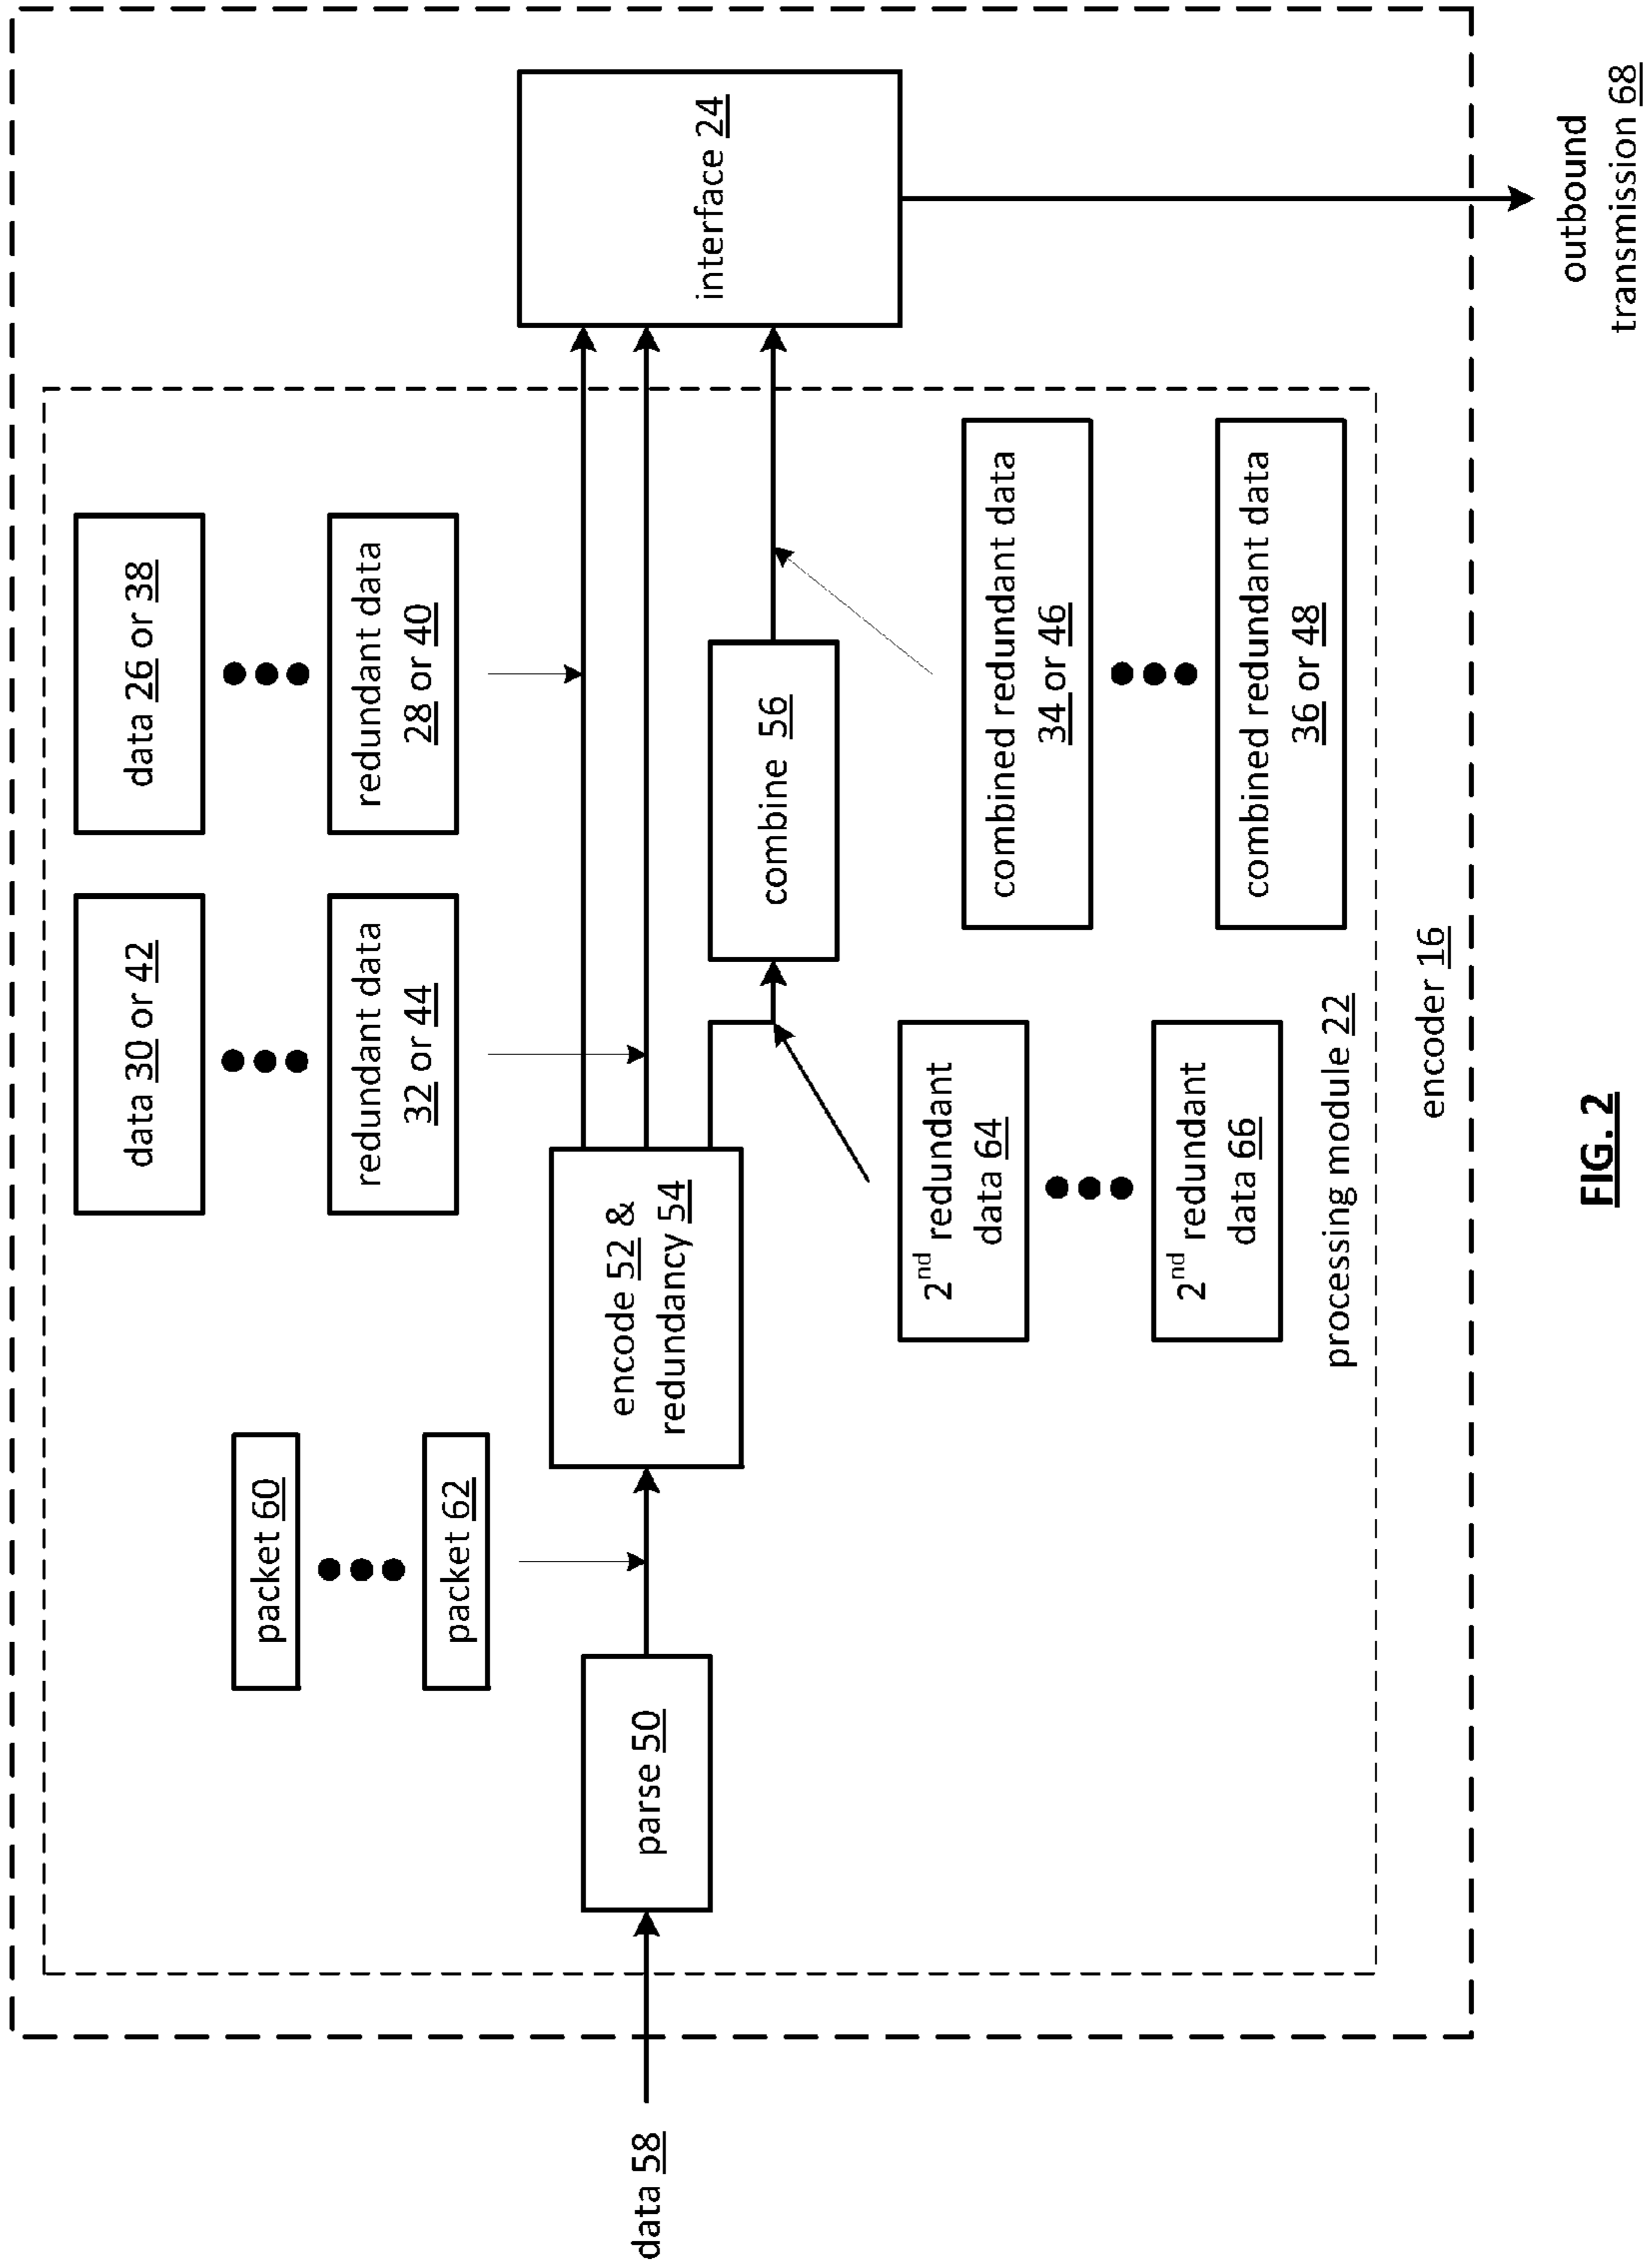 data 30 or 42
data 26 or 38
packet 60
redundant data
32 or 44
redundant data
28 or 40
packet 62
data 58
parse 50
encode 52 &
redundancy 54
interface 24
combine 56
2nd redundant
data 64
combined redundant data
34 or 46
2nd redundant
data 66
combined redundant data
36 or 48
processing module 22
encoder 16
outbound
transmission 68
FIG. 2